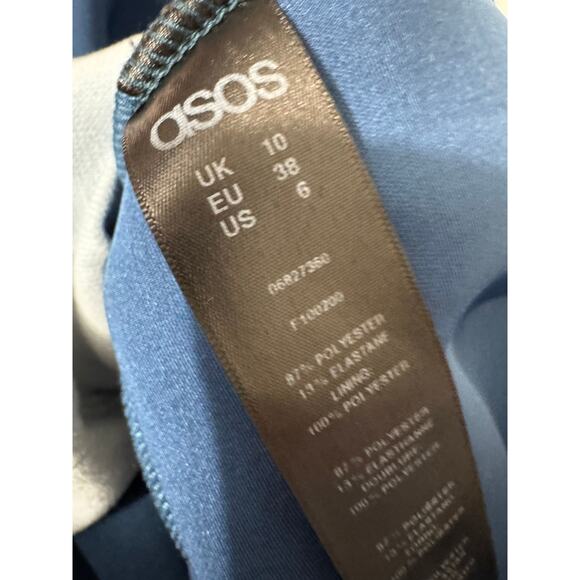 asos
UK 10
EU 38
US 6
06827360
F100200
87% POLYESTER
13% ELASTANE
LINING:
100% POLYESTER
87% POLYESTER
13% ELASTHANNE
DOUBLURE:
100% POLYESTER